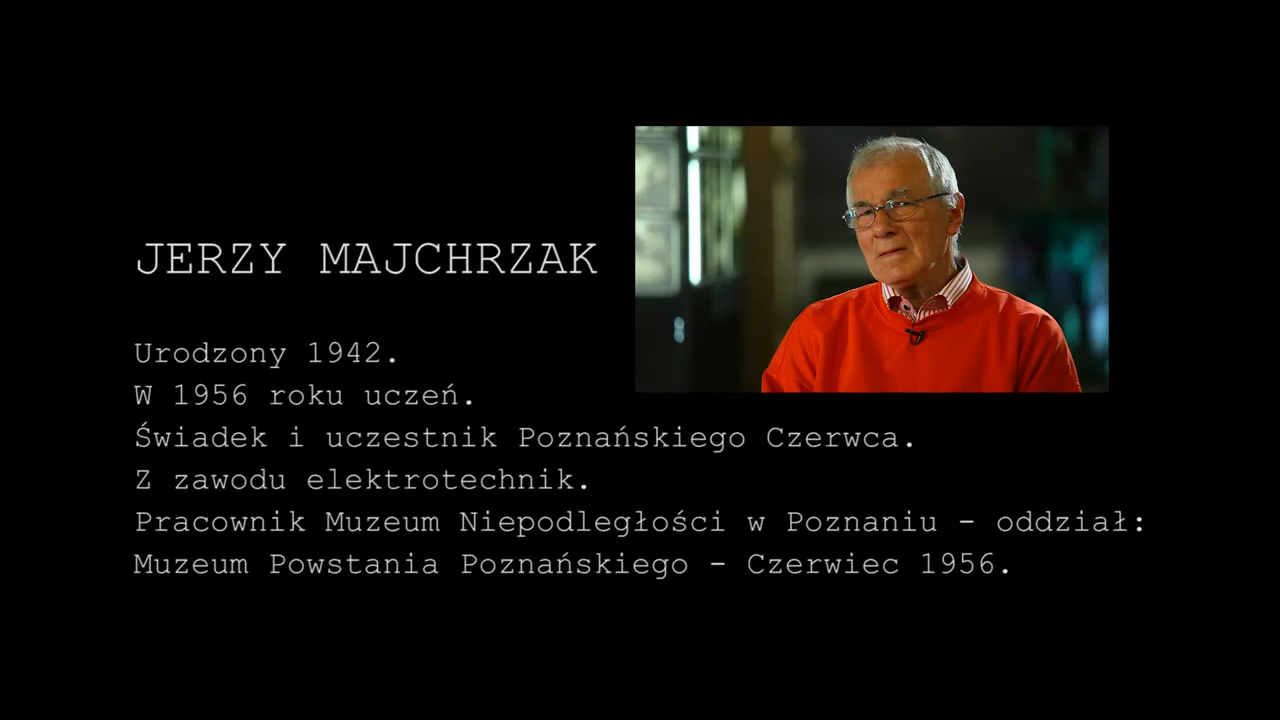 JERZY MAJCHRZAK
Urodzony 1942.
W 1956 roku uczeń.
Świadek i uczestnik Poznańskiego Czerwca.
Z zawodu elektrotechnik.
Pracownik Muzeum Niepodległości w Poznaniu - oddział:
Muzeum Powstania Poznańskiego - Czerwiec 1956.